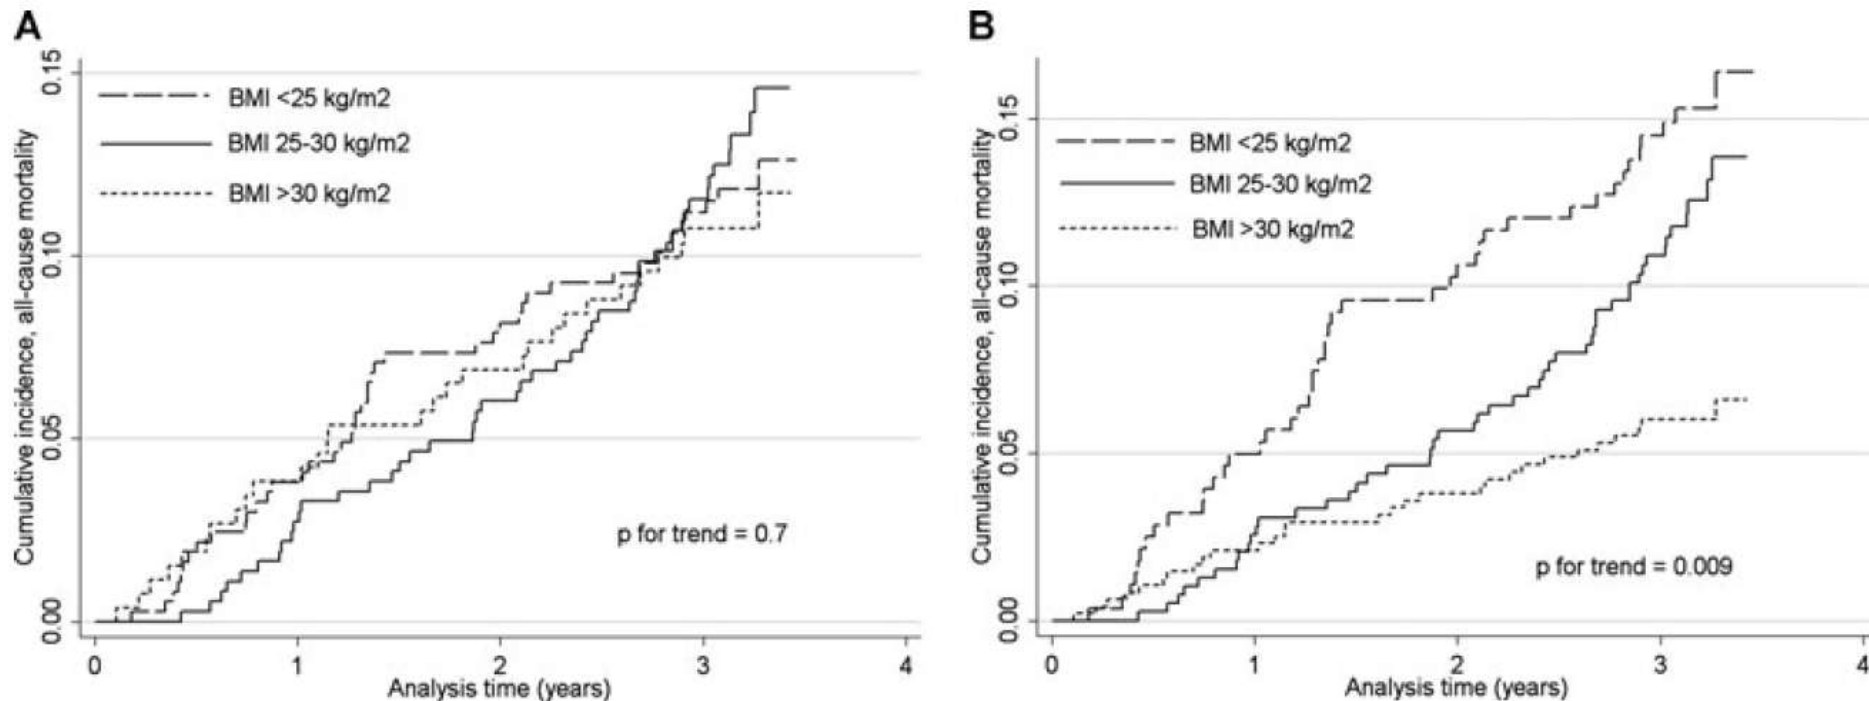 A
Cumulative incidence, all-cause mortality
0.15
0.10
0.05
0.00
BMI <25 kg/m2
BMI 25-30 kg/m2
BMI >30 kg/m2
p for trend = 0.7
0 1 2 3 4
Analysis time (years)
B
Cumulative incidence, all-cause mortality
0.15
0.10
0.05
0.00
BMI <25 kg/m2
BMI 25-30 kg/m2
BMI >30 kg/m2
p for trend = 0.009
0 1 2 3 4
Analysis time (years)